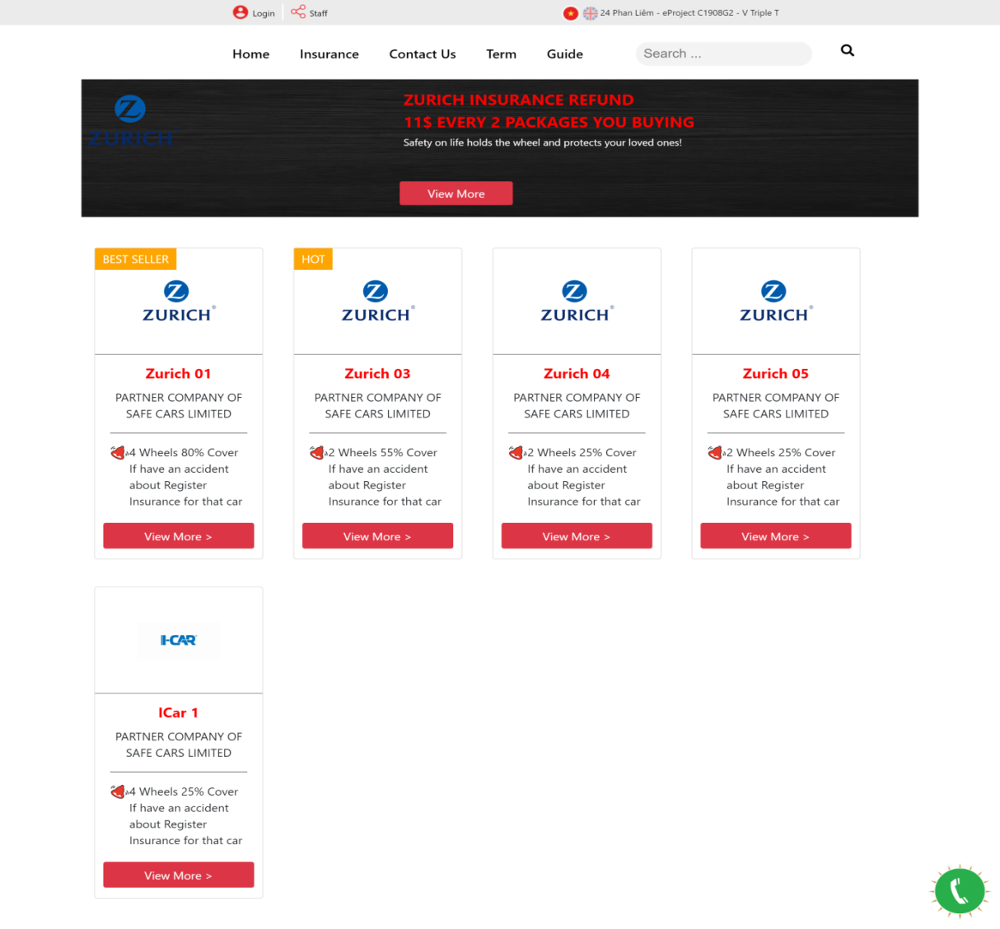 Login
Staff
24 Phan Liêm - eProject C1908G2 - V Triple T
Home
Insurance
Contact Us
Term
Guide
Search ...
ZURICH
ZURICH INSURANCE REFUND
11$ EVERY 2 PACKAGES YOU BUYING
Safety on life holds the wheel and protects your loved ones!
View More
BEST SELLER
ZURICH®
Zurich 01
PARTNER COMPANY OF
SAFE CARS LIMITED
4 Wheels 80% Cover
If have an accident
about Register
Insurance for that car
View More >
HOT
ZURICH®
Zurich 03
PARTNER COMPANY OF
SAFE CARS LIMITED
2 Wheels 55% Cover
If have an accident
about Register
Insurance for that car
View More >
ZURICH®
Zurich 04
PARTNER COMPANY OF
SAFE CARS LIMITED
2 Wheels 25% Cover
If have an accident
about Register
Insurance for that car
View More >
ZURICH®
Zurich 05
PARTNER COMPANY OF
SAFE CARS LIMITED
2 Wheels 25% Cover
If have an accident
about Register
Insurance for that car
View More >
I-CAR
ICar 1
PARTNER COMPANY OF
SAFE CARS LIMITED
4 Wheels 25% Cover
If have an accident
about Register
Insurance for that car
View More >